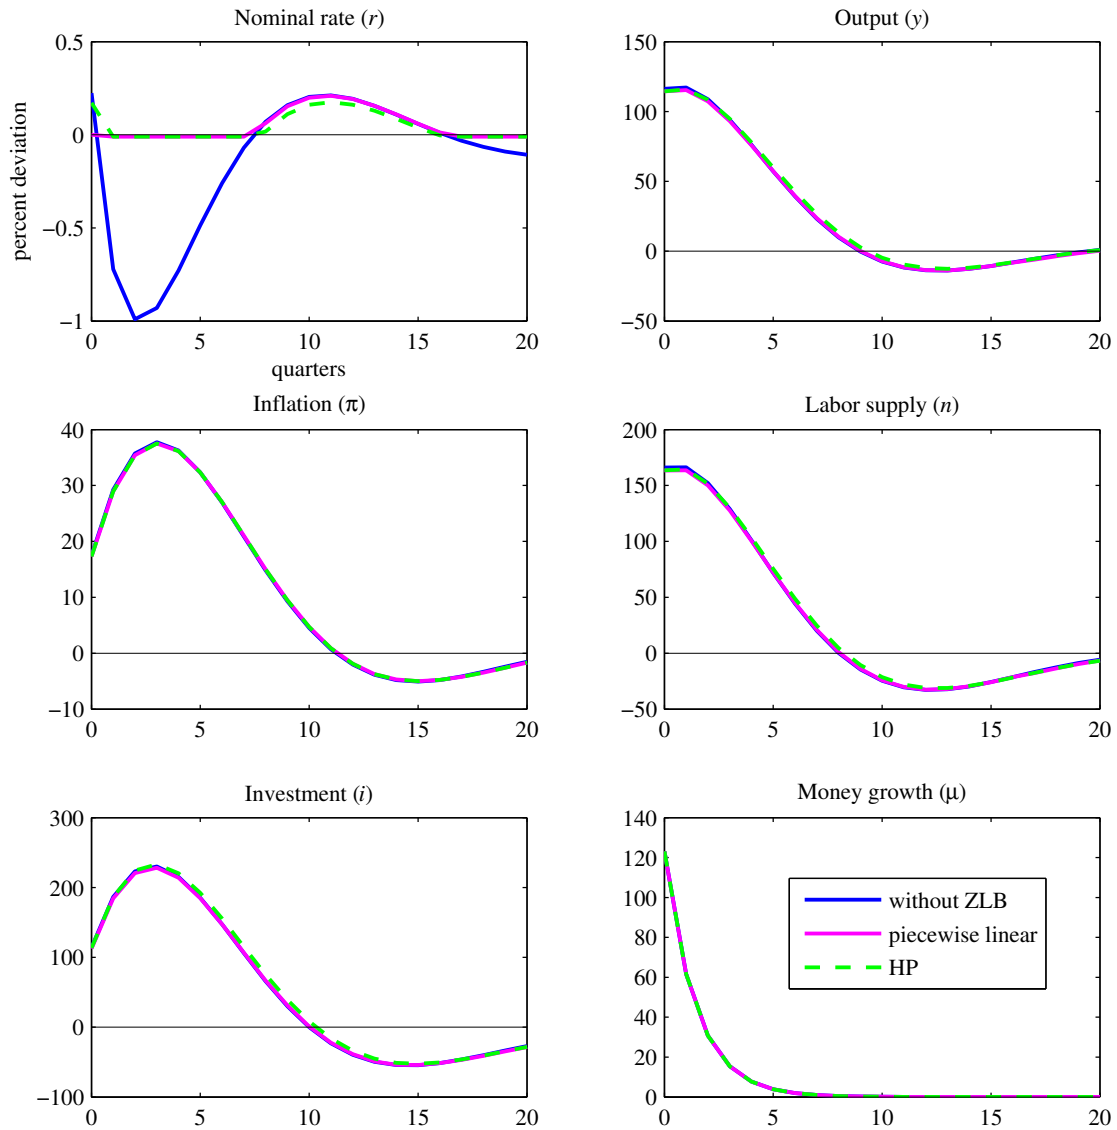 Nominal rate (r)
0.5
0
−0.5
−1
percent deviation
0 5 10 15 20
quarters
Output (y)
150
100
50
0
−50
0 5 10 15 20
Inflation (π)
40
30
20
10
0
−10
0 5 10 15 20
Labor supply (n)
200
150
100
50
0
−50
0 5 10 15 20
Investment (i)
300
200
100
0
−100
0 5 10 15 20
Money growth (μ)
140
120
100
80
60
40
20
0
0 5 10 15 20
without ZLB
piecewise linear
HP